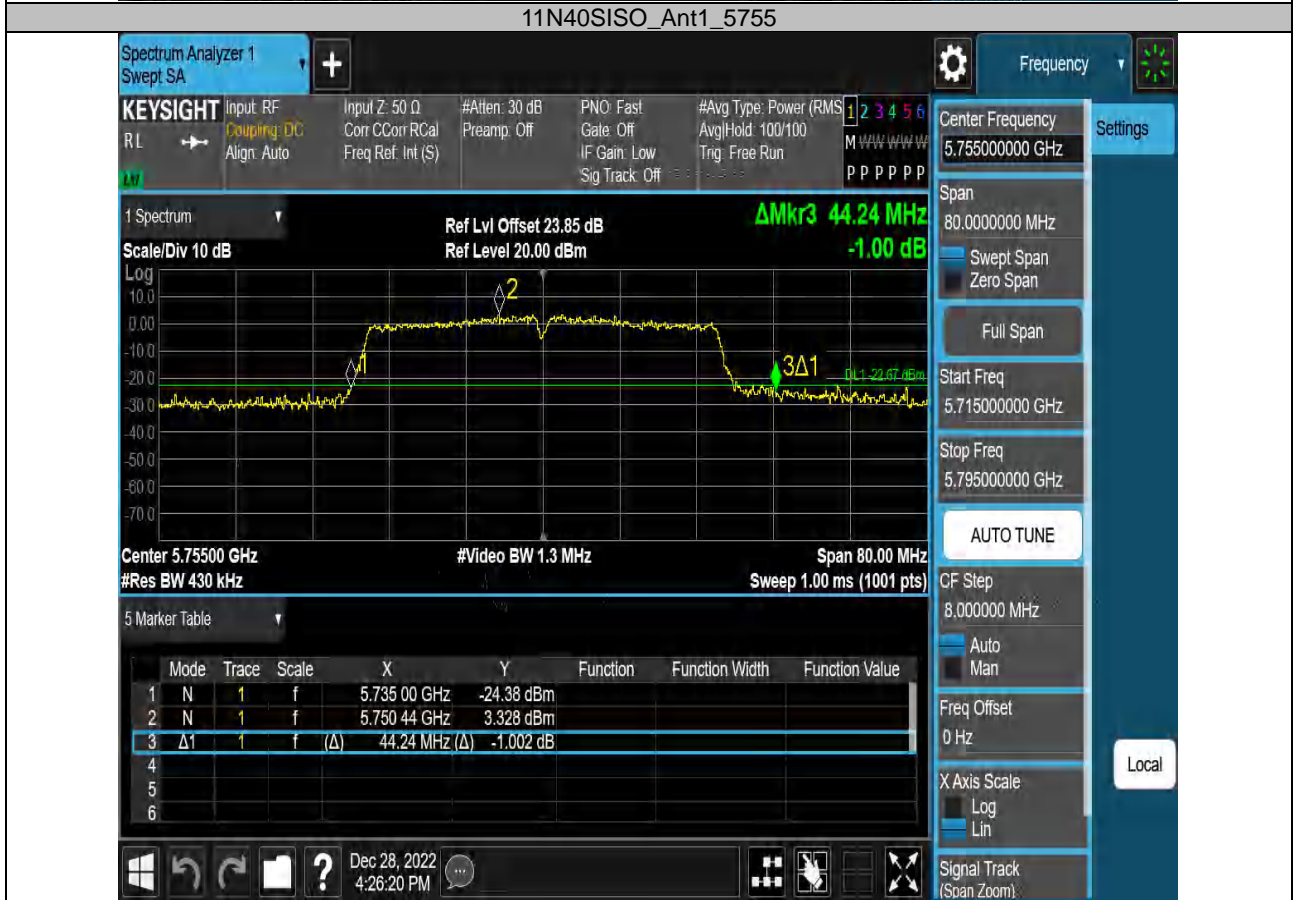 11N40SISO_Ant1_5755
Spectrum Analyzer 1
Swept SA
Frequency
KEYSIGHT
RL
Input: RF
Coupling: DC
Align: Auto
Input Z: 50 Ω
Corr CCorr RCal
Freq Ref: Int (S)
#Atten: 30 dB
Preamp: Off
PNO: Fast
Gate: Off
IF Gain: Low
Sig Track: Off
#Avg Type: Power (RMS
Avg|Hold: 100/100
Trig: Free Run
1 2 3 4 5 6
M W W W W W
P P P P P P
1 Spectrum
Scale/Div 10 dB
Ref Lvl Offset 23.85 dB
Ref Level 20.00 dBm
ΔMkr3 44.24 MHz
-1.00 dB
Log
10.0
0.00
-10.0
-20.0
-30.0
-40.0
-50.0
-60.0
-70.0
1
2
3Δ1
DL1 -22.67 dBm
Center 5.75500 GHz
#Res BW 430 kHz
#Video BW 1.3 MHz
Span 80.00 MHz
Sweep 1.00 ms (1001 pts)
5 Marker Table
Mode Trace Scale X Y Function Function Width Function Value
1 N 1 f 5.735 00 GHz -24.38 dBm
2 N 1 f 5.750 44 GHz 3.328 dBm
3 Δ1 1 f (Δ) 44.24 MHz (Δ) -1.002 dB
4
5
6
Dec 28, 2022
4:26:20 PM
Center Frequency
5.755000000 GHz
Settings
Span
80.0000000 MHz
Swept Span
Zero Span
Full Span
Start Freq
5.715000000 GHz
Stop Freq
5.795000000 GHz
AUTO TUNE
CF Step
8.000000 MHz
Auto
Man
Freq Offset
0 Hz
X Axis Scale
Log
Lin
Local
Signal Track
(Span Zoom)